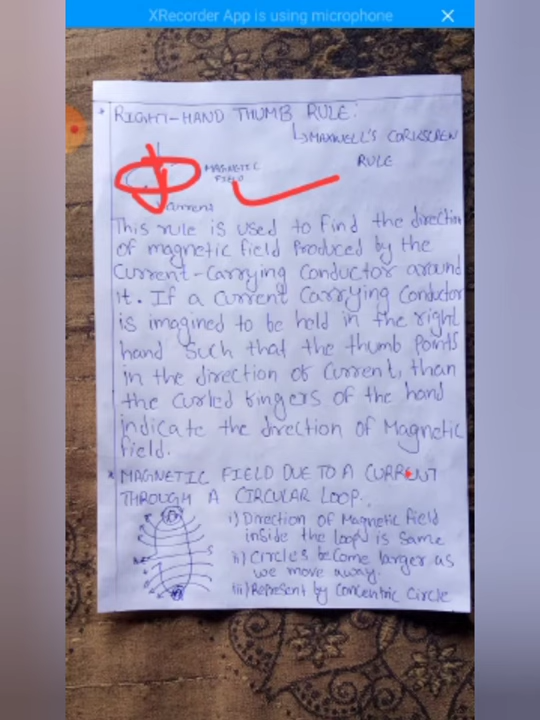 XRecorder App is using microphone
* RIGHT-HAND THUMB RULE:
↳MAXWELL'S CORKSCREW
RULE
MAGNETIC
FIELD
Current
This rule is used to find the direction
of magnetic field produced by the
Current-Carrying Conductor around
it. If a current Carrying Conductor
is imagined to be held in the right
hand such that the thumb points
in the direction of current, than
the curled fingers of the hand
indicate the direction of Magnetic
field.
* MAGNETIC FIELD DUE TO A CURRENT
THROUGH A CIRCULAR LOOP.
i) Direction of Magnetic field
inside the loop is same
ii) Circles become larger as
we move away.
iii) Represent by Concentric Circle
N
S